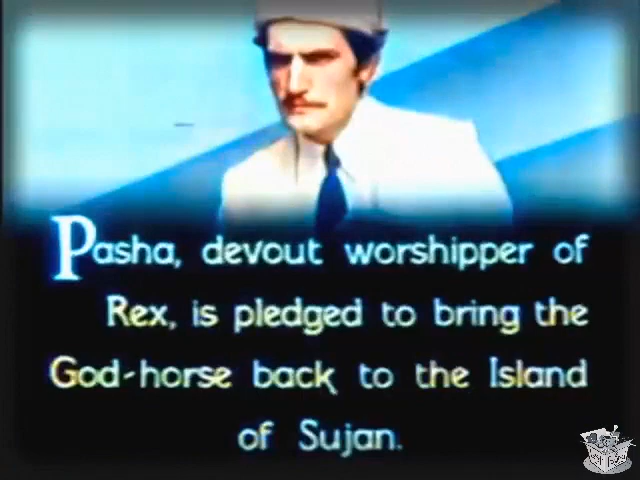 Pasha, devout worshipper of
Rex, is pledged to bring the
God-horse back to the Island
of Sujan.